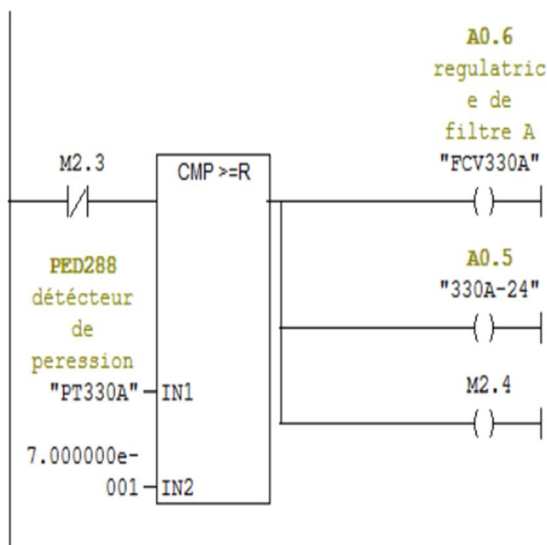 A0.6
regulatric
e de
filtre A
"FCV330A"
M2.3
CMP >=R
A0.5
"330A-24"
PED288
détécteur
de
peression
"PT330A"
IN1
M2.4
7.000000e-
001
IN2